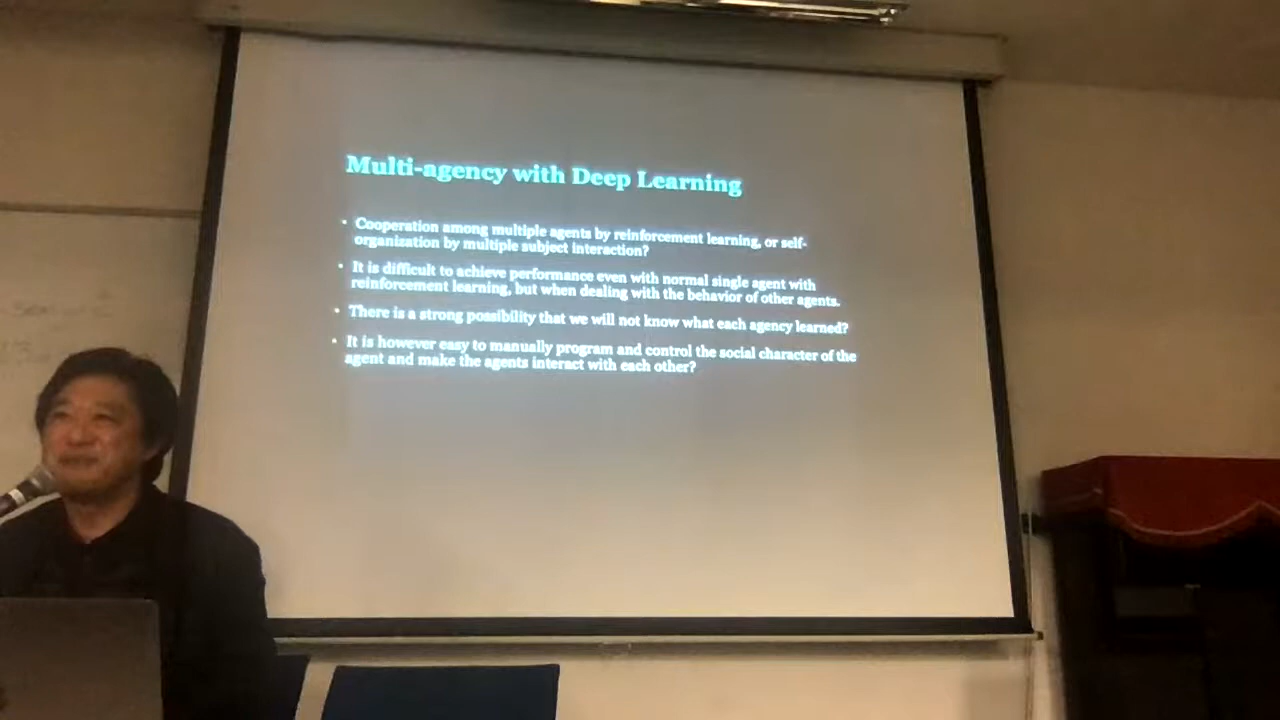 Multi-agency with Deep Learning
• Cooperation among multiple agents by reinforcement learning, or self-
organization by multiple subject interaction?
• It is difficult to achieve performance even with normal single agent with
reinforcement learning, but when dealing with the behavior of other agents.
• There is a strong possibility that we will not know what each agency learned?
• It is however easy to manually program and control the social character of the
agent and make the agents interact with each other?